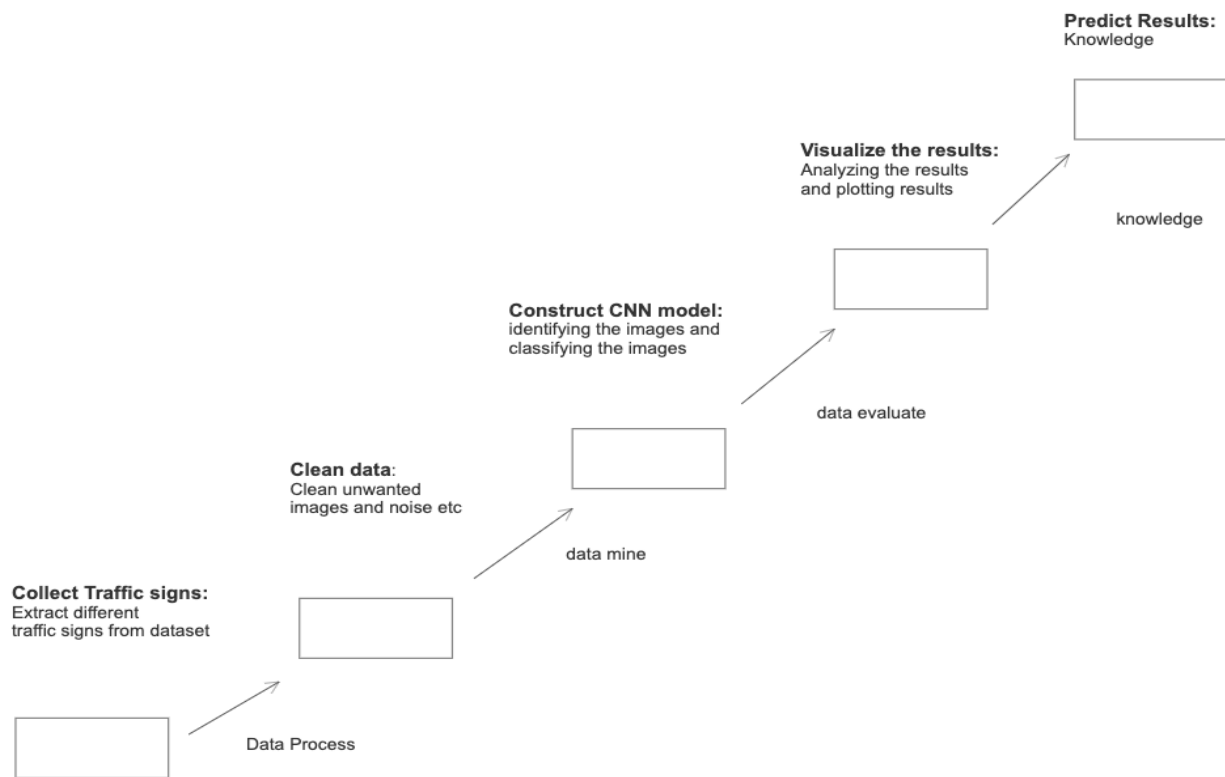 Predict Results:
Knowledge
Visualize the results:
Analyzing the results
and plotting results
knowledge
Construct CNN model:
identifying the images and
classifying the images
data evaluate
Clean data:
Clean unwanted
images and noise etc
data mine
Collect Traffic signs:
Extract different
traffic signs from dataset
Data Process